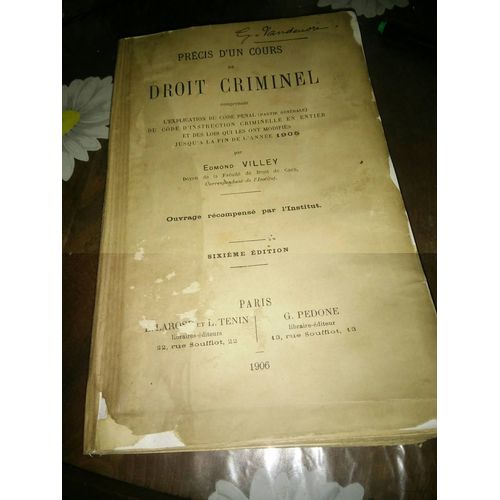 PRÉCIS D'UN COURS
DE
DROIT CRIMINEL
comprenant
L'EXPLICATION DU CODE PÉNAL (PARTIE GÉNÉRALE)
DU CODE D'INSTRUCTION CRIMINELLE EN ENTIER
ET DES LOIS QUI LES ONT MODIFIÉS
JUSQU'A LA FIN DE L'ANNÉE 1905
par
EDMOND VILLEY
Doyen de la Faculté de Droit de Caen,
Correspondant de l'Institut.
Ouvrage récompensé par l'Institut.
SIXIÈME ÉDITION
PARIS
L. LAROSE ET L. TENIN
libraires-éditeurs
22, rue Soufflot, 22
G. PEDONE
libraire-éditeur
13, rue Soufflot, 13
1906